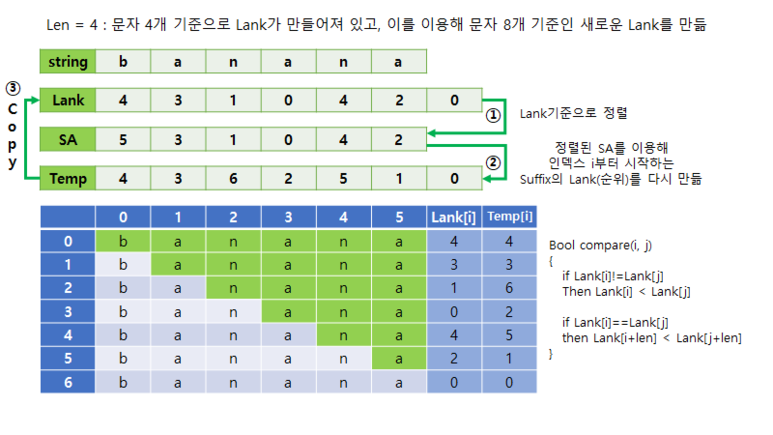 Len = 4 : 문자 4개 기준으로 Lank가 만들어져 있고, 이를 이용해 문자 8개 기준인 새로운 Lank를 만듦
string b a n a n a
Lank 4 3 1 0 4 2 0
SA 5 3 1 0 4 2
Temp 4 3 6 2 5 1 0
③
C
o
p
y
①
②
Lank기준으로 정렬
정렬된 SA를 이용해
인덱스 i부터 시작하는
Suffix의 Lank(순위)를 다시 만듦
0 1 2 3 4 5 Lank[i] Temp[i]
0 b a n a n a 4 4
1 b a n a n a 3 3
2 b a n a n a 1 6
3 b a n a n a 0 2
4 b a n a n a 4 5
5 b a n a n a 2 1
6 b a n a n a 0 0
Bool compare(i, j)
{
if Lank[i]!=Lank[j]
Then Lank[i] < Lank[j]
if Lank[i]==Lank[j]
then Lank[i+len] < Lank[j+len]
}